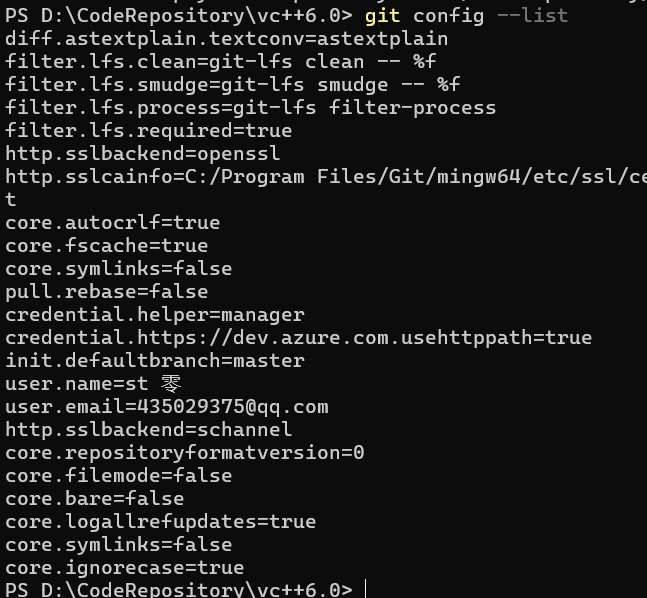 PS D:\CodeRepository\vc++6.0> git config --list
diff.astextplain.textconv=astextplain
filter.lfs.clean=git-lfs clean -- %f
filter.lfs.smudge=git-lfs smudge -- %f
filter.lfs.process=git-lfs filter-process
filter.lfs.required=true
http.sslbackend=openssl
http.sslcainfo=C:/Program Files/Git/mingw64/etc/ssl/ce
t
core.autocrlf=true
core.fscache=true
core.symlinks=false
pull.rebase=false
credential.helper=manager
credential.https://dev.azure.com.usehttppath=true
init.defaultbranch=master
user.name=st 零
user.email=435029375@qq.com
http.sslbackend=schannel
core.repositoryformatversion=0
core.filemode=false
core.bare=false
core.logallrefupdates=true
core.symlinks=false
core.ignorecase=true
PS D:\CodeRepository\vc++6.0>